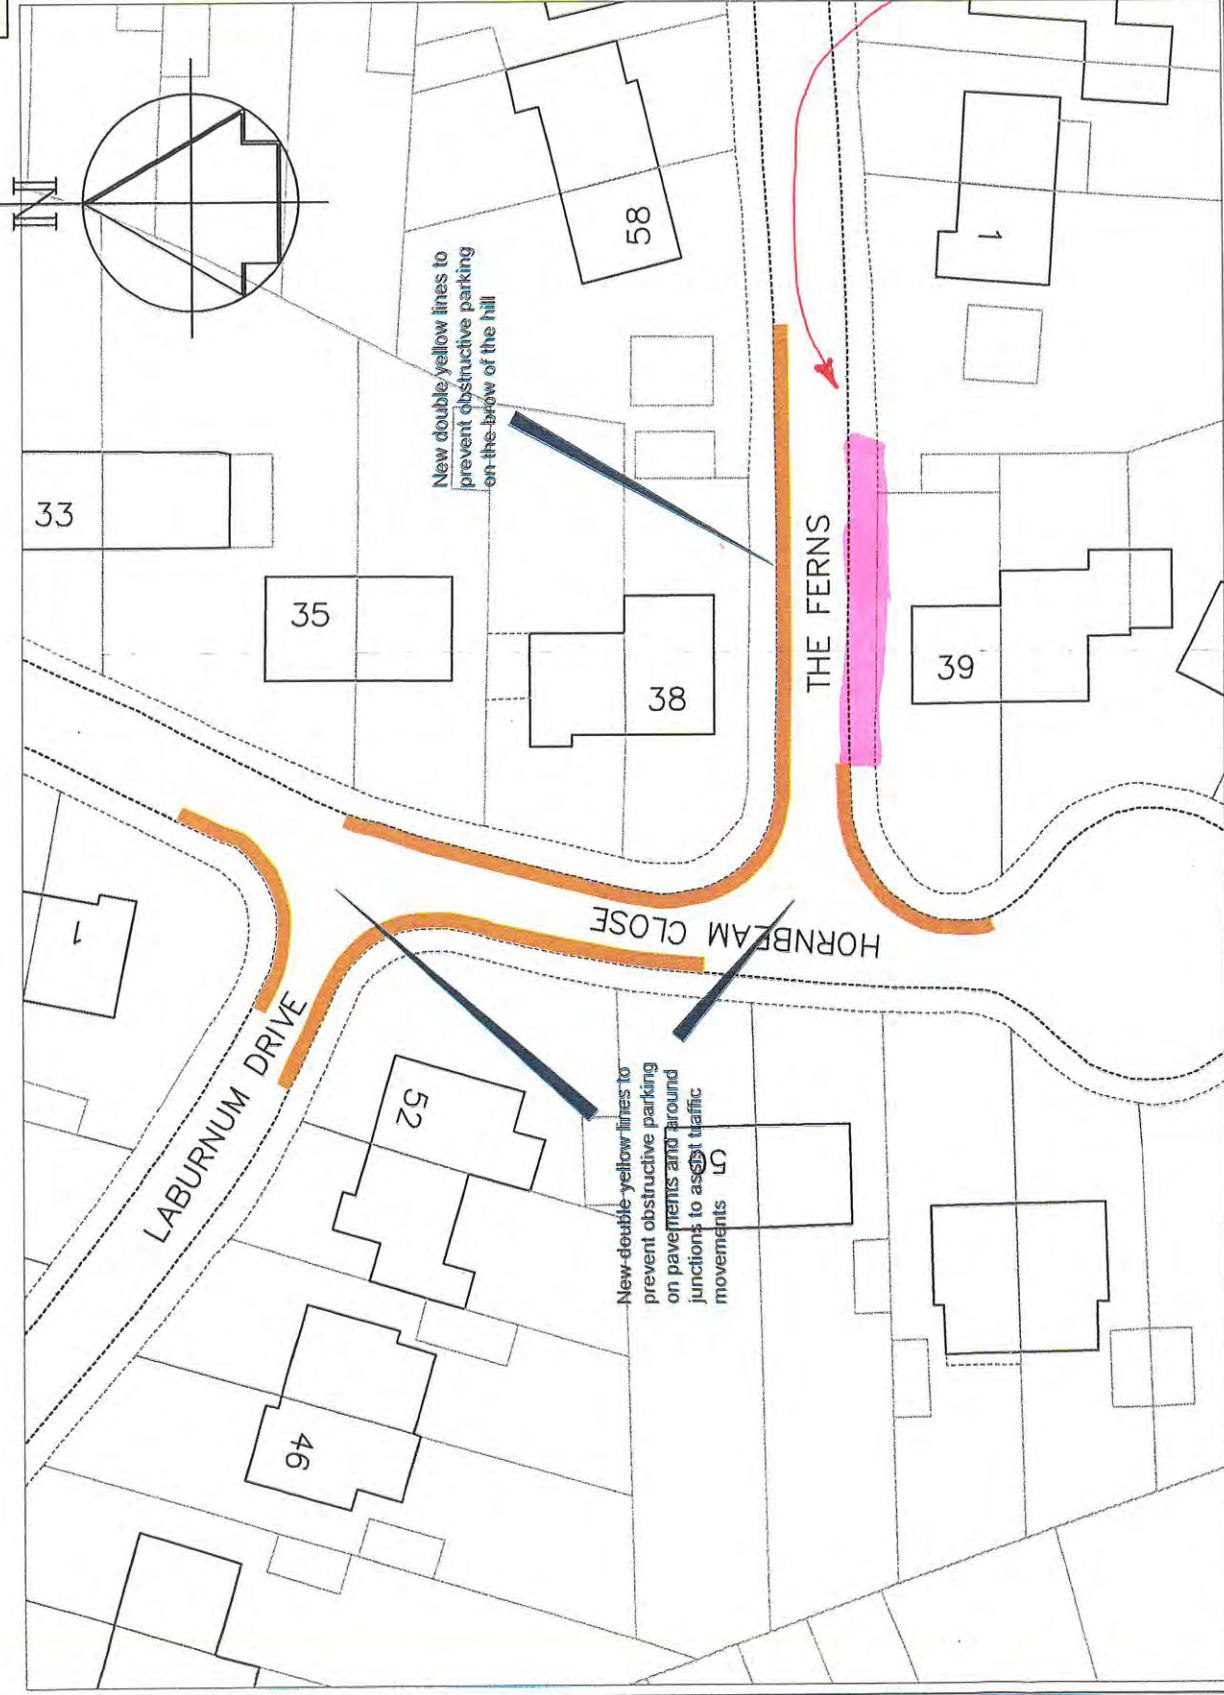 N
58
1
New double yellow lines to
prevent obstructive parking
on the brow of the hill
33
35
38
THE FERNS
39
HORNBEAM CLOSE
1
LABURNUM DRIVE
52
New double yellow lines to
prevent obstructive parking
on pavements and around
junctions to assist traffic
movements
50
46